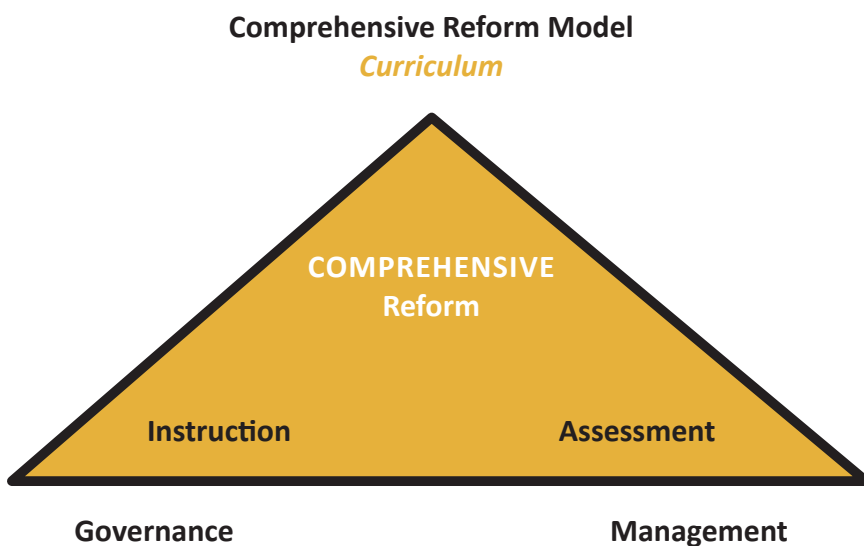 Comprehensive Reform Model
Curriculum
COMPREHENSIVE
Reform
Instruction Assessment
Governance Management